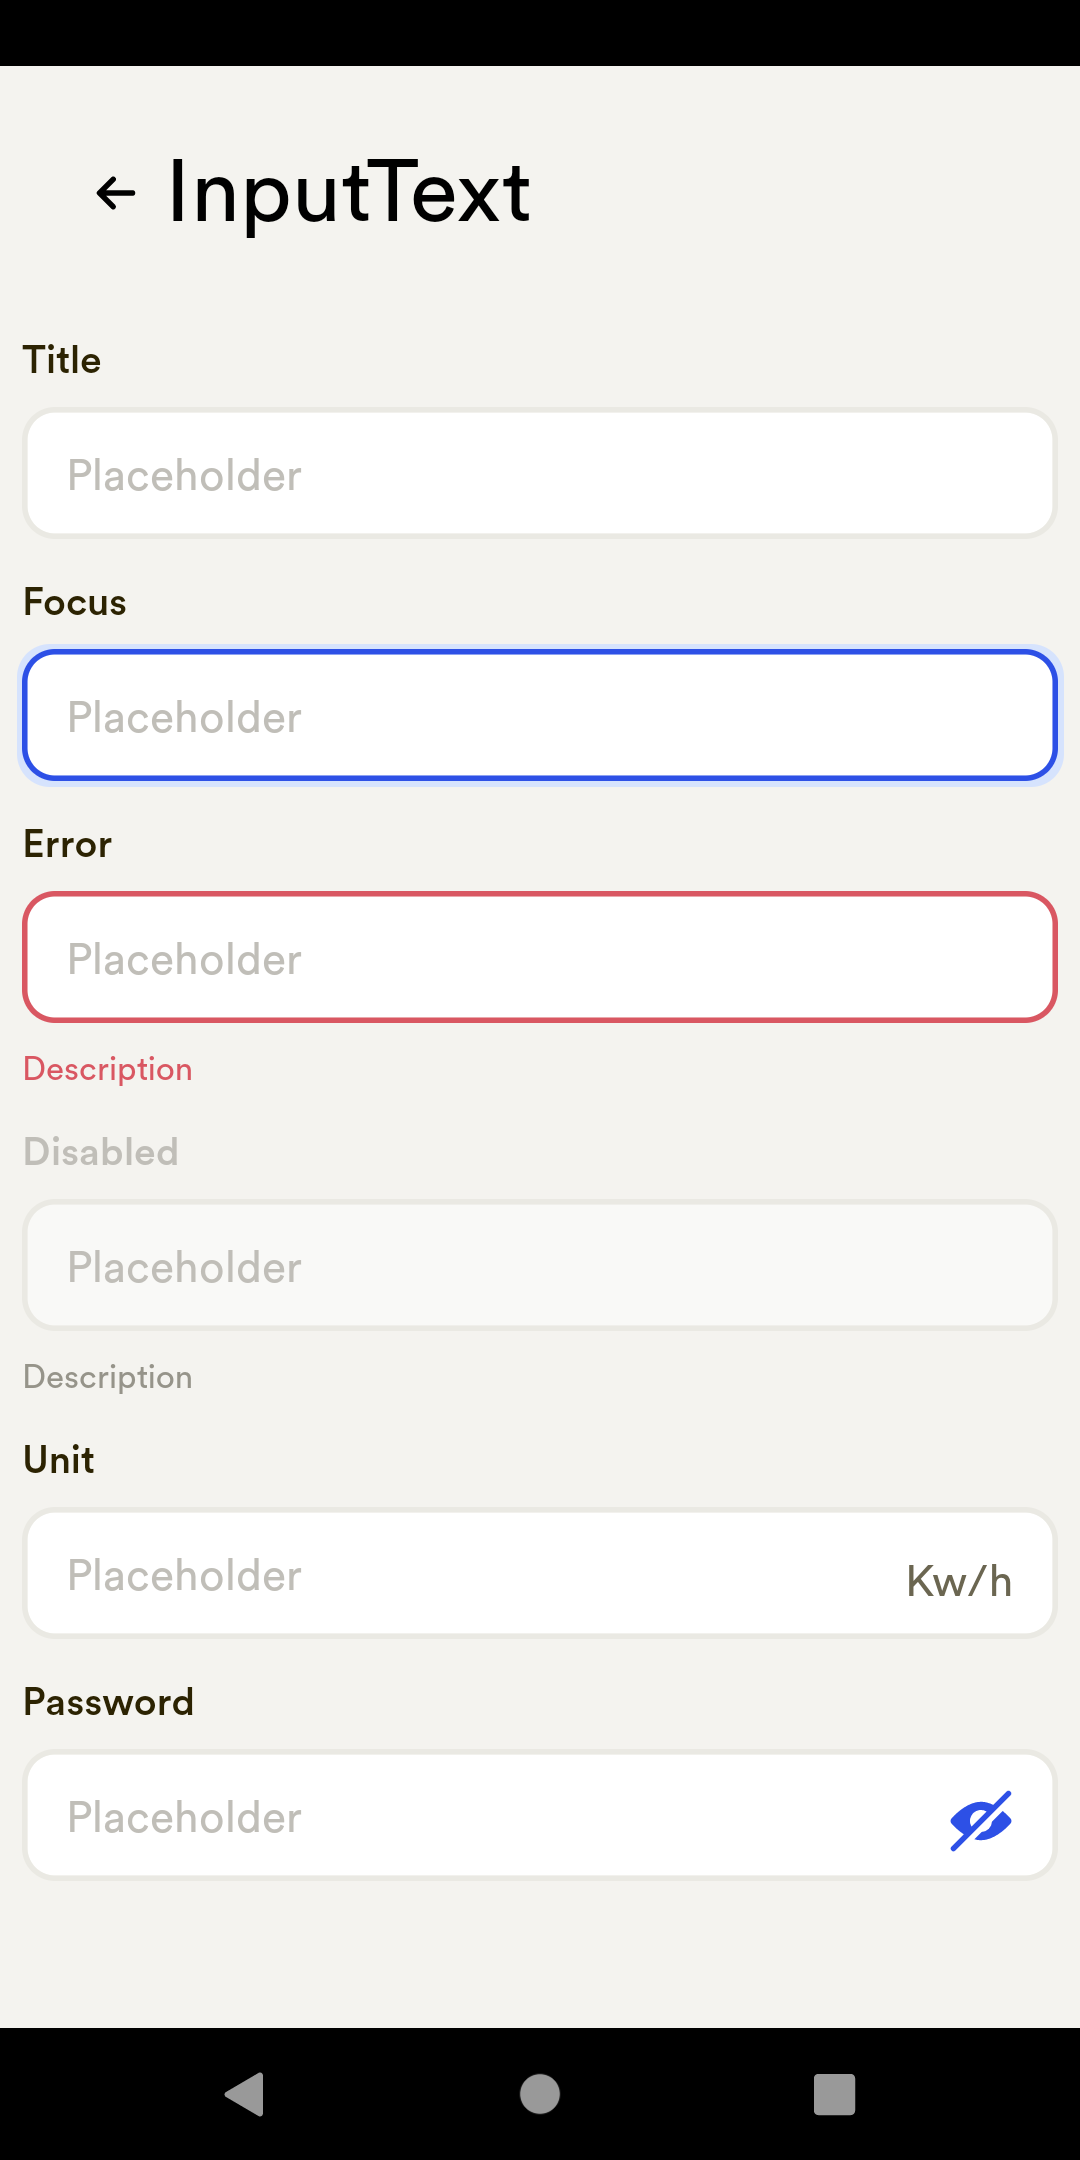 InputText
Title
Placeholder
Focus
Placeholder
Error
Placeholder
Description
Disabled
Placeholder
Description
Unit
Placeholder Kw/h
Password
Placeholder